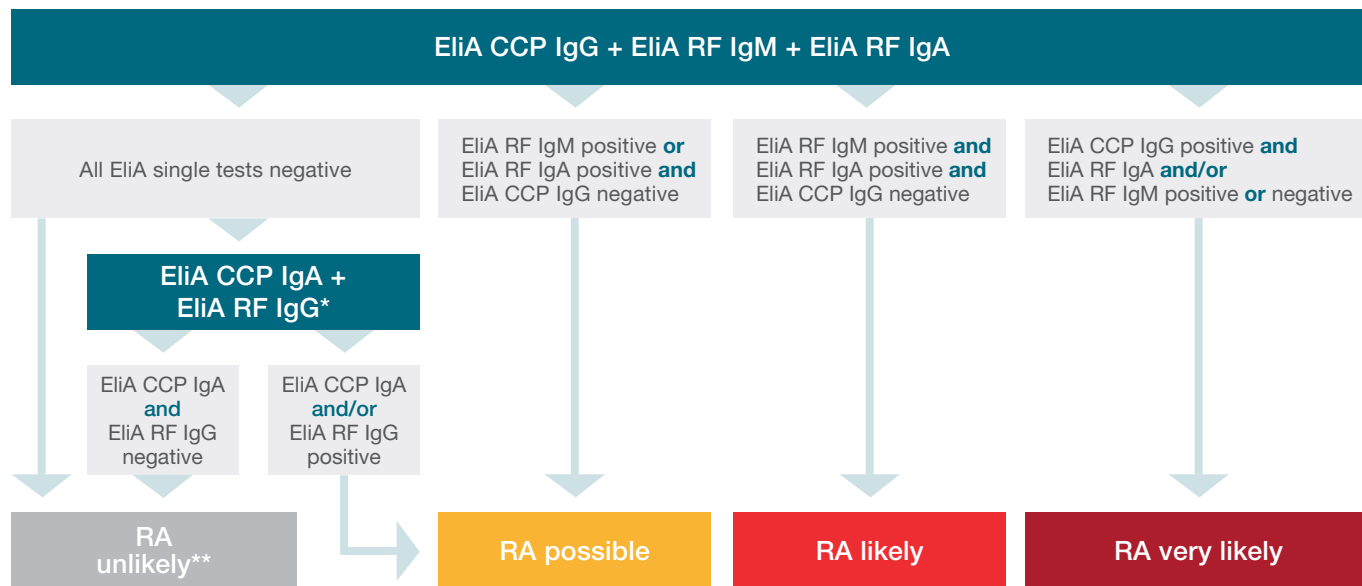 EliA CCP IgG + EliA RF IgM + EliA RF IgA
All EliA single tests negative
EliA RF IgM positive or
EliA RF IgA positive and
EliA CCP IgG negative
EliA RF IgM positive and
EliA RF IgA positive and
EliA CCP IgG negative
EliA CCP IgG positive and
EliA RF IgA and/or
EliA RF IgM positive or negative
EliA CCP IgA +
EliA RF IgG*
EliA CCP IgA
and
EliA RF IgG
negative
EliA CCP IgA
and/or
EliA RF IgG
positive
RA
unlikely**
RA possible
RA likely
RA very likely